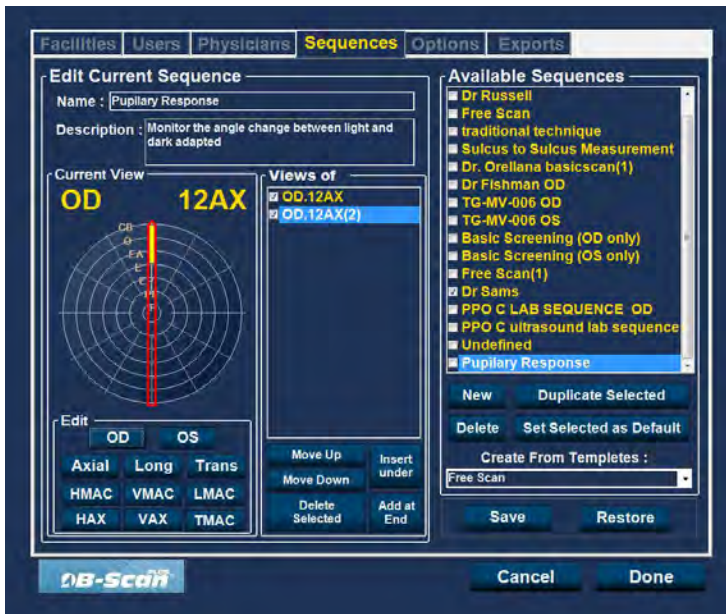 Facilities Users Physicians Sequences Options Exports
Edit Current Sequence
Name : Pupilary Response
Description : Monitor the angle change between light and
dark adapted
Current View
OD 12AX
CB
O
EA
E
P
Edit
OD OS
Axial Long Trans
HMAC VMAC LMAC
HAX VAX TMAC
Views of
OD.12AX
OD.12AX(2)
Move Up
Move Down
Insert
under
Delete
Selected
Add at
End
Available Sequences
Dr Russell
Free Scan
traditional technique
Sulcus to Sulcus Measurement
Dr. Orellana basicscan(1)
Dr Fishman OD
TG-MV-006 OD
TG-MV-006 OS
Basic Screening (OD only)
Basic Screening (OS only)
Free Scan(1)
Dr Sams
PPO C LAB SEQUENCE OD
PPO C ultrasound lab sequence
Undefined
Pupilary Response
New Duplicate Selected
Delete Set Selected as Default
Create From Templetes :
Free Scan
Save Restore
B-Scan PLUS
Cancel Done